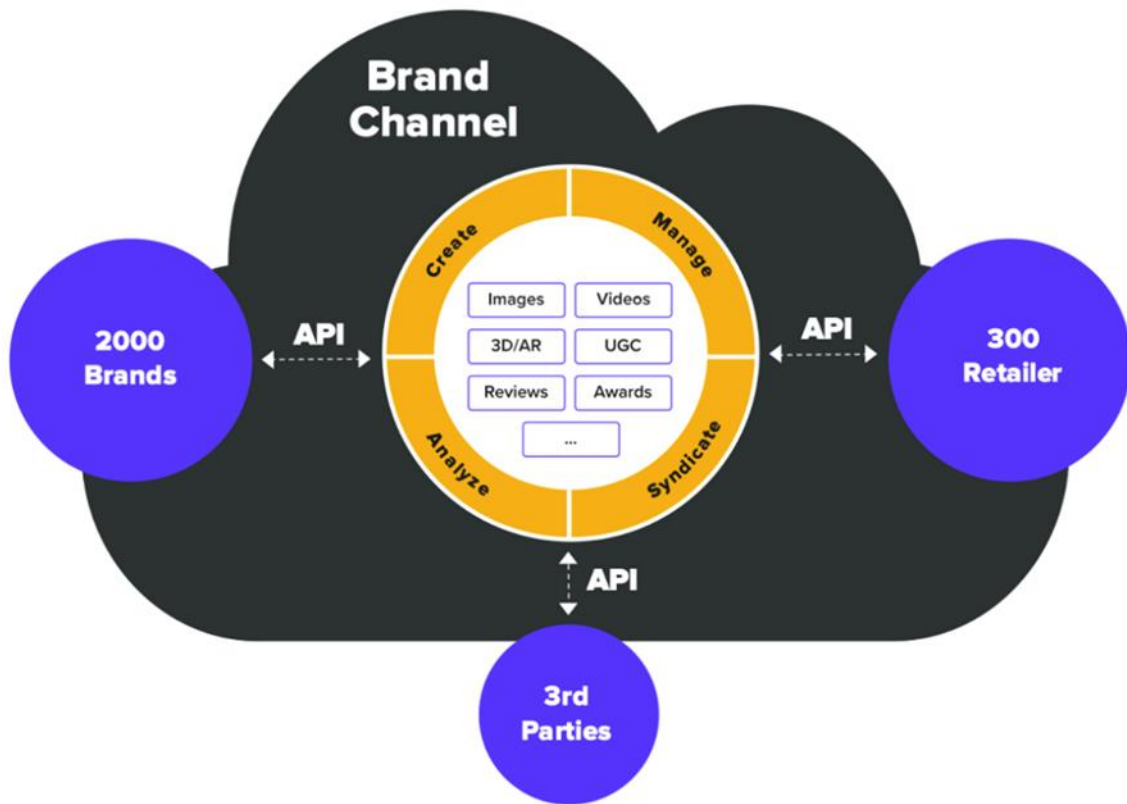 Brand
Channel
Create
Manage
Images
Videos
3D/AR
UGC
Reviews
Awards
...
Analyze
Syndicate
2000
Brands
API
API
300
Retailer
API
3rd
Parties